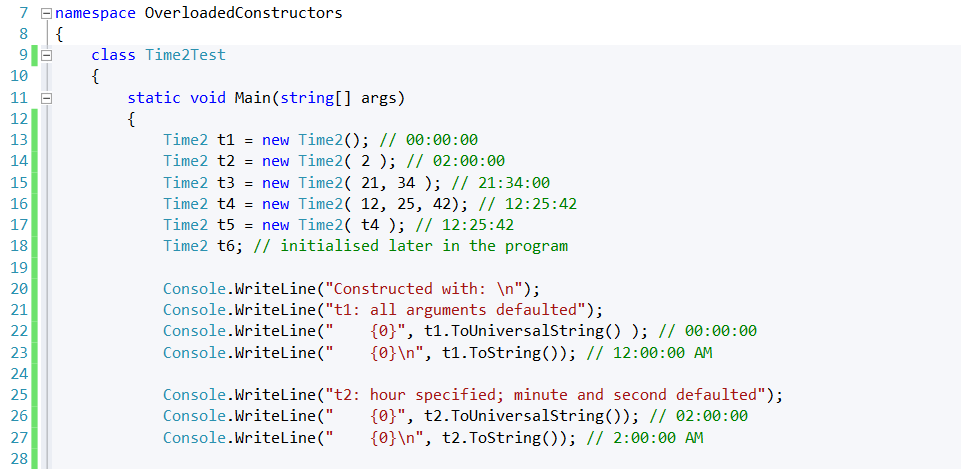 7 namespace OverloadedConstructors
8 {
9 class Time2Test
10 {
11 static void Main(string[] args)
12 {
13 Time2 t1 = new Time2(); // 00:00:00
14 Time2 t2 = new Time2( 2 ); // 02:00:00
15 Time2 t3 = new Time2( 21, 34 ); // 21:34:00
16 Time2 t4 = new Time2( 12, 25, 42); // 12:25:42
17 Time2 t5 = new Time2( t4 ); // 12:25:42
18 Time2 t6; // initialised later in the program
19
20 Console.WriteLine("Constructed with: \n");
21 Console.WriteLine("t1: all arguments defaulted");
22 Console.WriteLine("    {0}", t1.ToUniversalString() ); // 00:00:00
23 Console.WriteLine("    {0}\n", t1.ToString()); // 12:00:00 AM
24
25 Console.WriteLine("t2: hour specified; minute and second defaulted");
26 Console.WriteLine("    {0}", t2.ToUniversalString()); // 02:00:00
27 Console.WriteLine("    {0}\n", t2.ToString()); // 2:00:00 AM
28